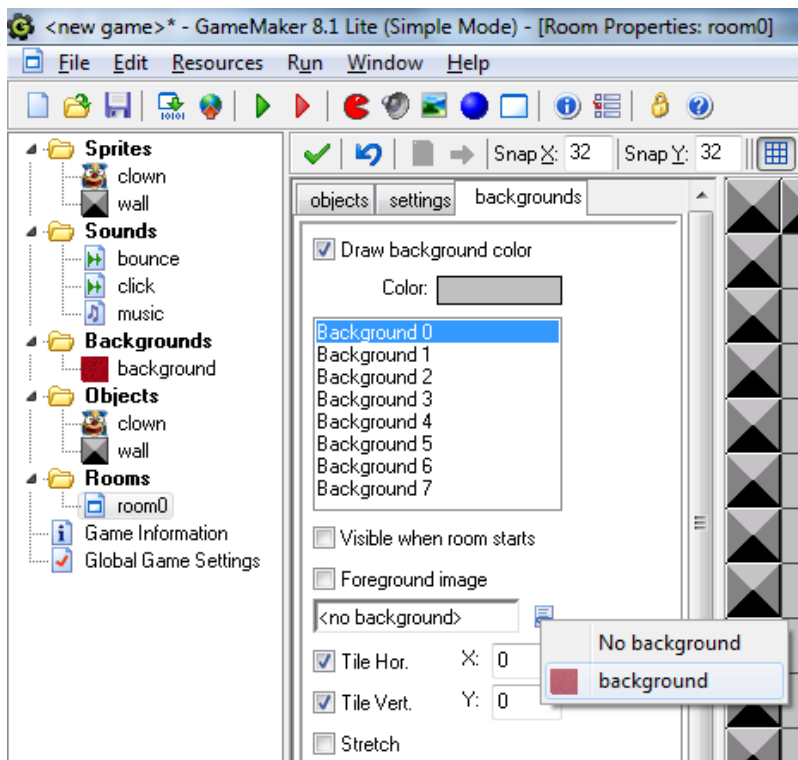 <new game>* - GameMaker 8.1 Lite (Simple Mode) - [Room Properties: room0]
File Edit Resources Run Window Help
Snap X: 32 Snap Y: 32
Sprites
clown
wall
Sounds
bounce
click
music
Backgrounds
background
Objects
clown
wall
Rooms
room0
Game Information
Global Game Settings
objects settings backgrounds
Draw background color
Color:
Background 0
Background 1
Background 2
Background 3
Background 4
Background 5
Background 6
Background 7
Visible when room starts
Foreground image
<no background>
No background
background
Tile Hor. X: 0
Tile Vert. Y: 0
Stretch